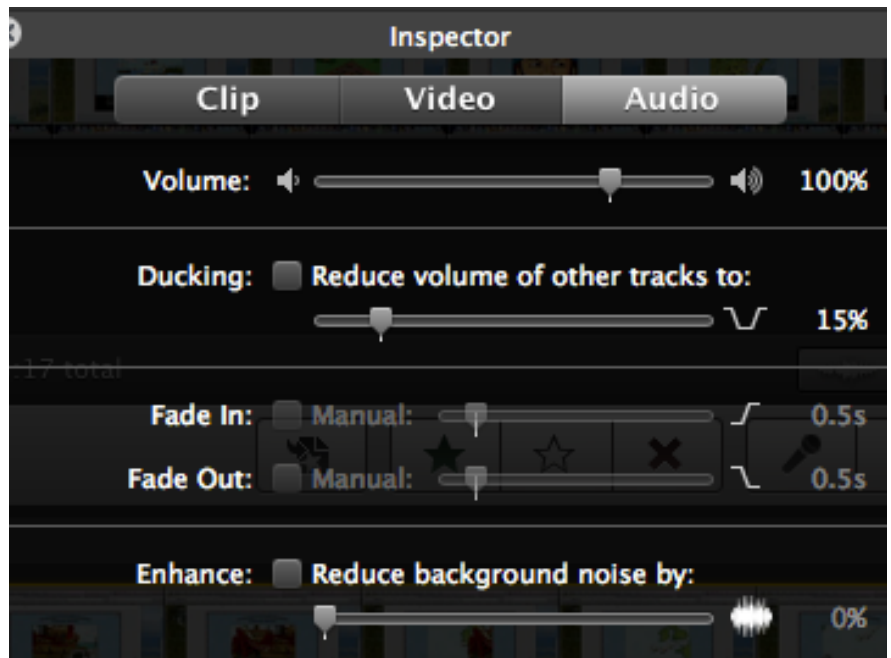 Inspector
Clip Video Audio
Volume: 100%
Ducking: Reduce volume of other tracks to:
15%
:17 total
Fade In: Manual: 0.5s
Fade Out: Manual: 0.5s
Enhance: Reduce background noise by:
0%